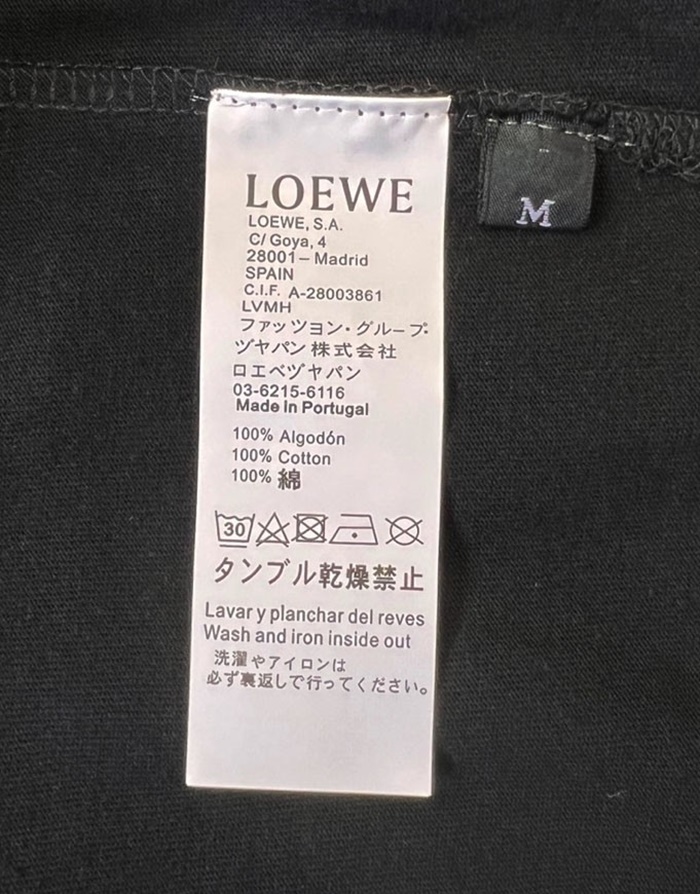 LOEWE
LOEWE, S.A.
C/ Goya, 4
28001 – Madrid
SPAIN
C.I.F. A-28003861
LVMH
ファッツヨン・グループ
ヅヤパン 株式会社
ロエベヅヤパン
03-6215-6116
Made In Portugal
100% Algodón
100% Cotton
100% 綿
30
タンブル乾燥禁止
Lavar y planchar del reves
Wash and iron inside out
洗濯やアイロンは
必ず裏返しで行ってください。
M